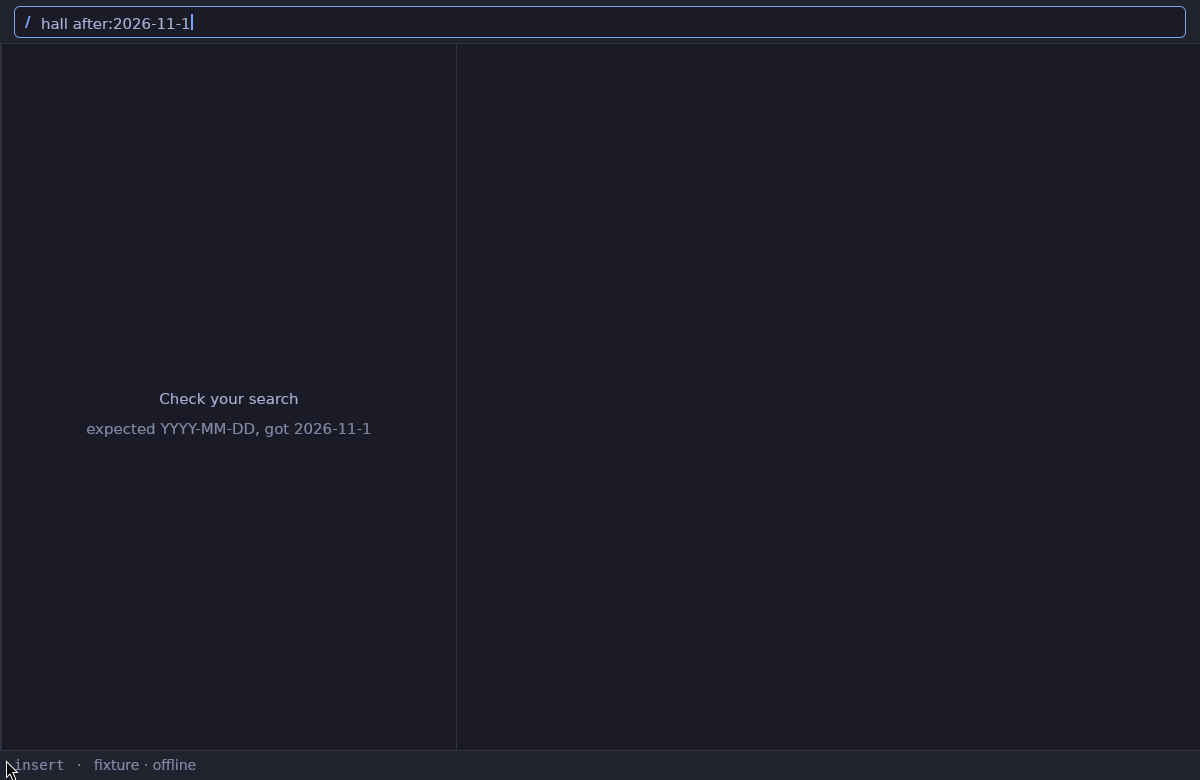 / hall after:2026-11-1
Check your search
expected YYYY-MM-DD, got 2026-11-1
insert · fixture · offline